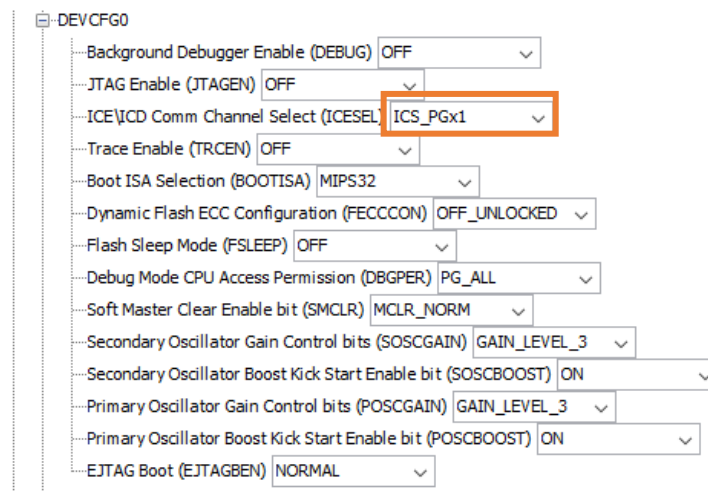 DEVCFG0
Background Debugger Enable (DEBUG) OFF
JTAG Enable (JTAGEN) OFF
ICE\ICD Comm Channel Select (ICESEL) ICS_PGx1
Trace Enable (TRCEN) OFF
Boot ISA Selection (BOOTISA) MIPS32
Dynamic Flash ECC Configuration (FECCCON) OFF_UNLOCKED
Flash Sleep Mode (FSLEEP) OFF
Debug Mode CPU Access Permission (DBGPER) PG_ALL
Soft Master Clear Enable bit (SMCLR) MCLR_NORM
Secondary Oscillator Gain Control bits (SOSCGAIN) GAIN_LEVEL_3
Secondary Oscillator Boost Kick Start Enable bit (SOSCBOOST) ON
Primary Oscillator Gain Control bits (POSCGAIN) GAIN_LEVEL_3
Primary Oscillator Boost Kick Start Enable bit (POSCBOOST) ON
EJTAG Boot (EJTAGBEN) NORMAL